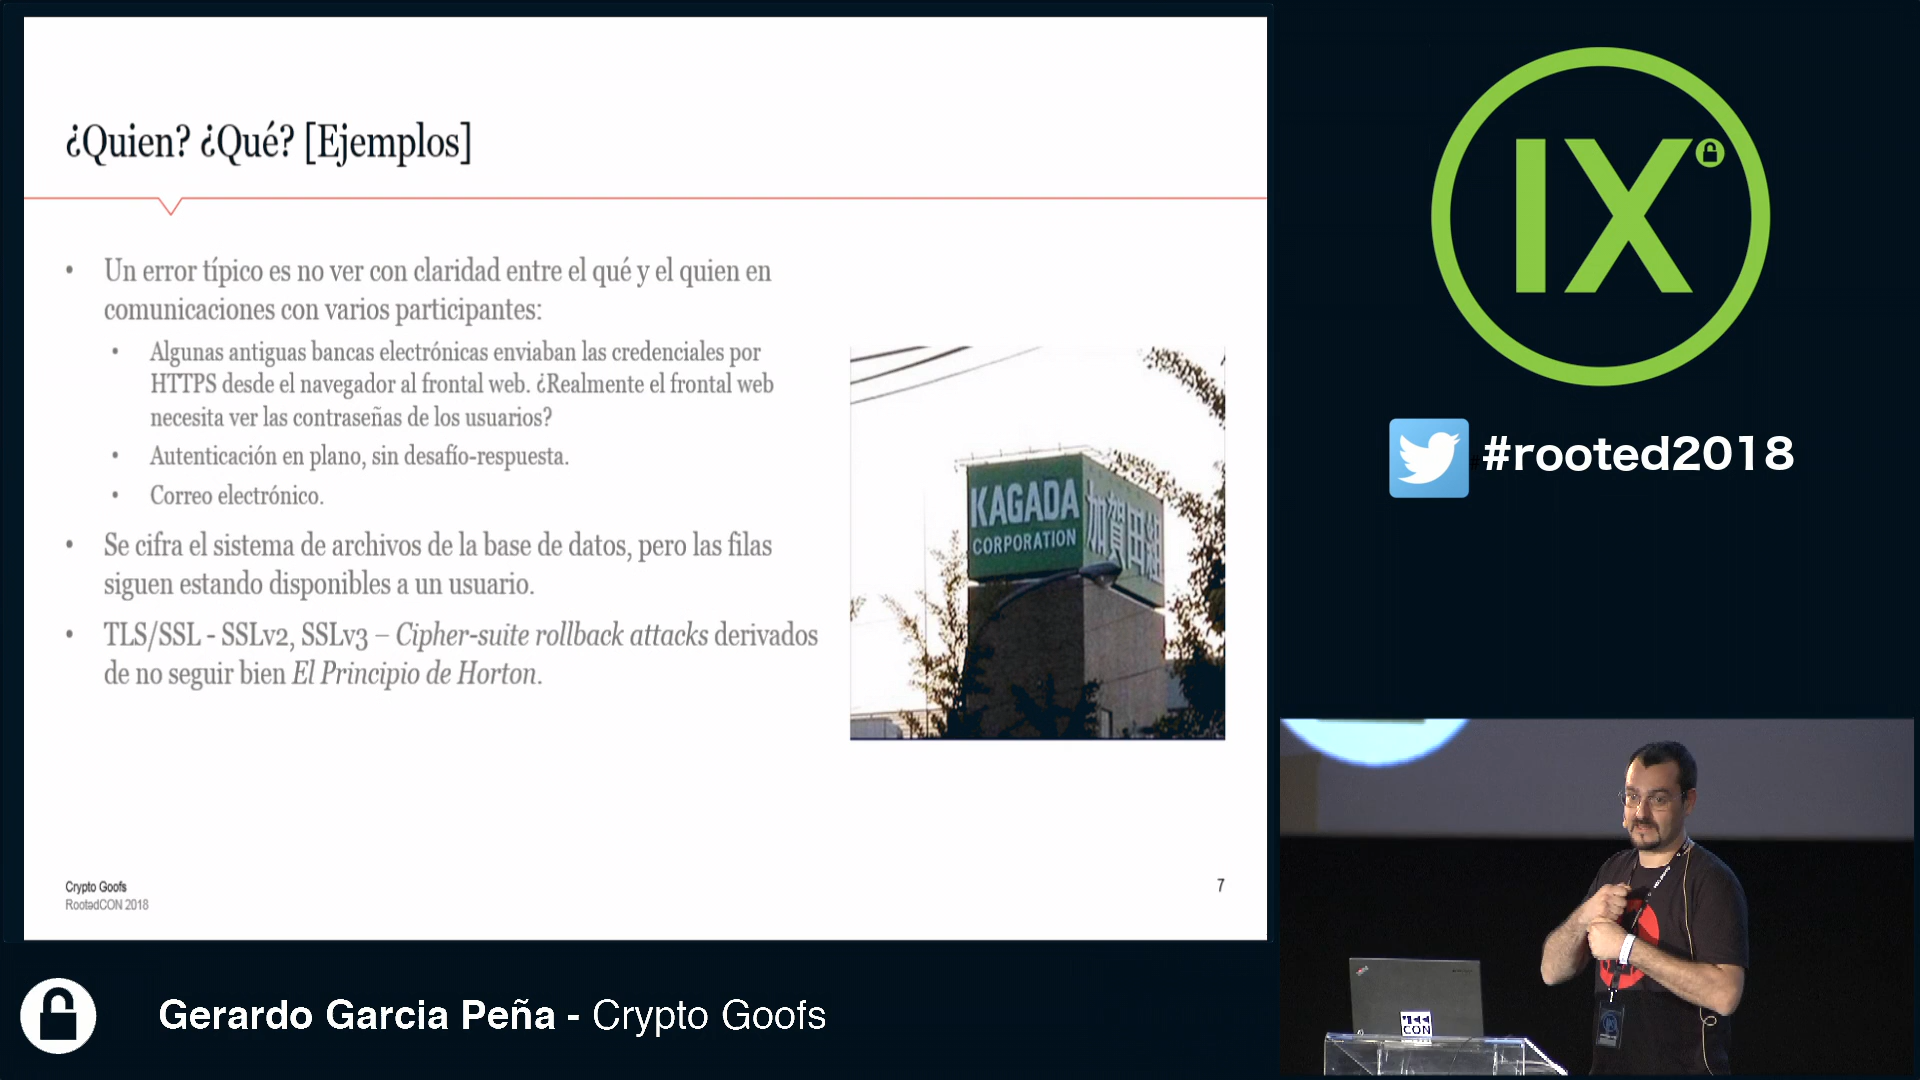 ¿Quien? ¿Qué? [Ejemplos]
• Un error típico es no ver con claridad entre el qué y el quien en
comunicaciones con varios participantes:
• Algunas antiguas bancas electrónicas enviaban las credenciales por
HTTPS desde el navegador al frontal web. ¿Realmente el frontal web
necesita ver las contraseñas de los usuarios?
• Autenticación en plano, sin desafío-respuesta.
• Correo electrónico.
• Se cifra el sistema de archivos de la base de datos, pero las filas
siguen estando disponibles a un usuario.
• TLS/SSL - SSLv2, SSLv3 – Cipher-suite rollback attacks derivados
de no seguir bien El Principio de Horton.
KAGADA
CORPORATION
加賀田組
Crypto Goofs
RootedCON 2018
7
IX
#rooted2018
CON
Gerardo Garcia Peña - Crypto Goofs